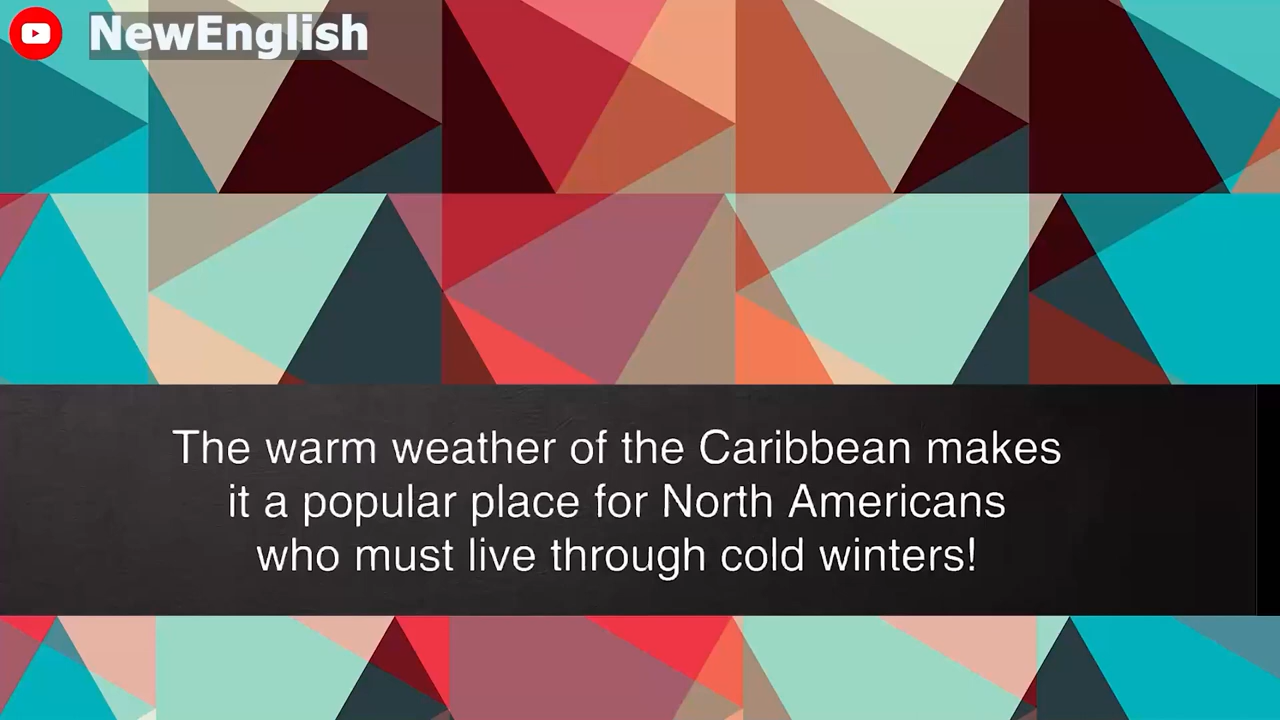 NewEnglish
The warm weather of the Caribbean makes
it a popular place for North Americans
who must live through cold winters!